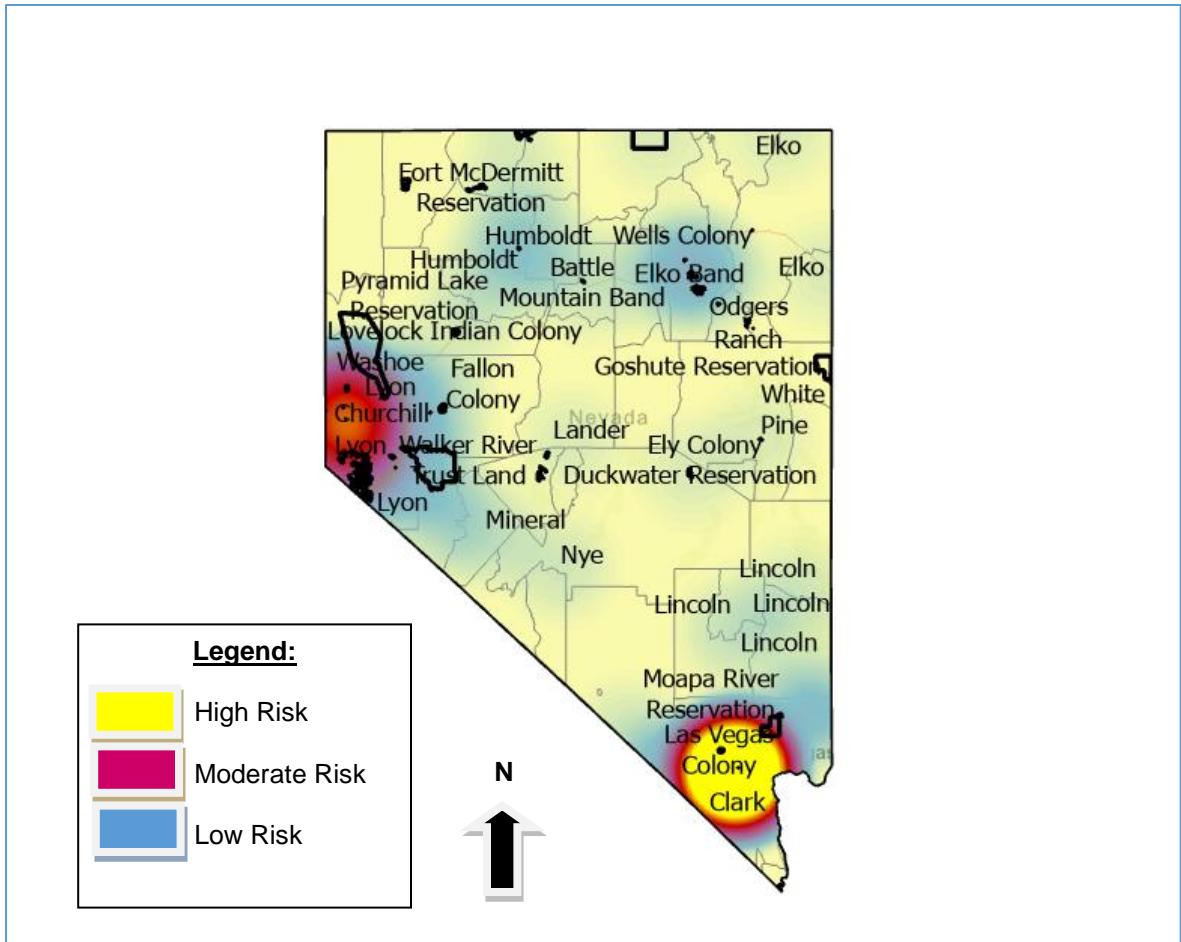 Elko
Fort McDermitt
Reservation
Humboldt
Wells Colony
Humboldt
Battle
Mountain Band
Elko Band
Elko
Pyramid Lake
Reservation
Odgers
Ranch
Lovelock Indian Colony
Washoe
Lyon
Churchill
Fallon
Colony
Goshute Reservation
White
Pine
Nevada
Lyon
Walker River
Trust Land
Lander
Ely Colony
Duckwater Reservation
Lyon
Mineral
Nye
Lincoln
Lincoln
Lincoln
Lincoln
Moapa River
Reservation
Las Vegas
Colony
Clark
Legend:
High Risk
Moderate Risk
Low Risk
N